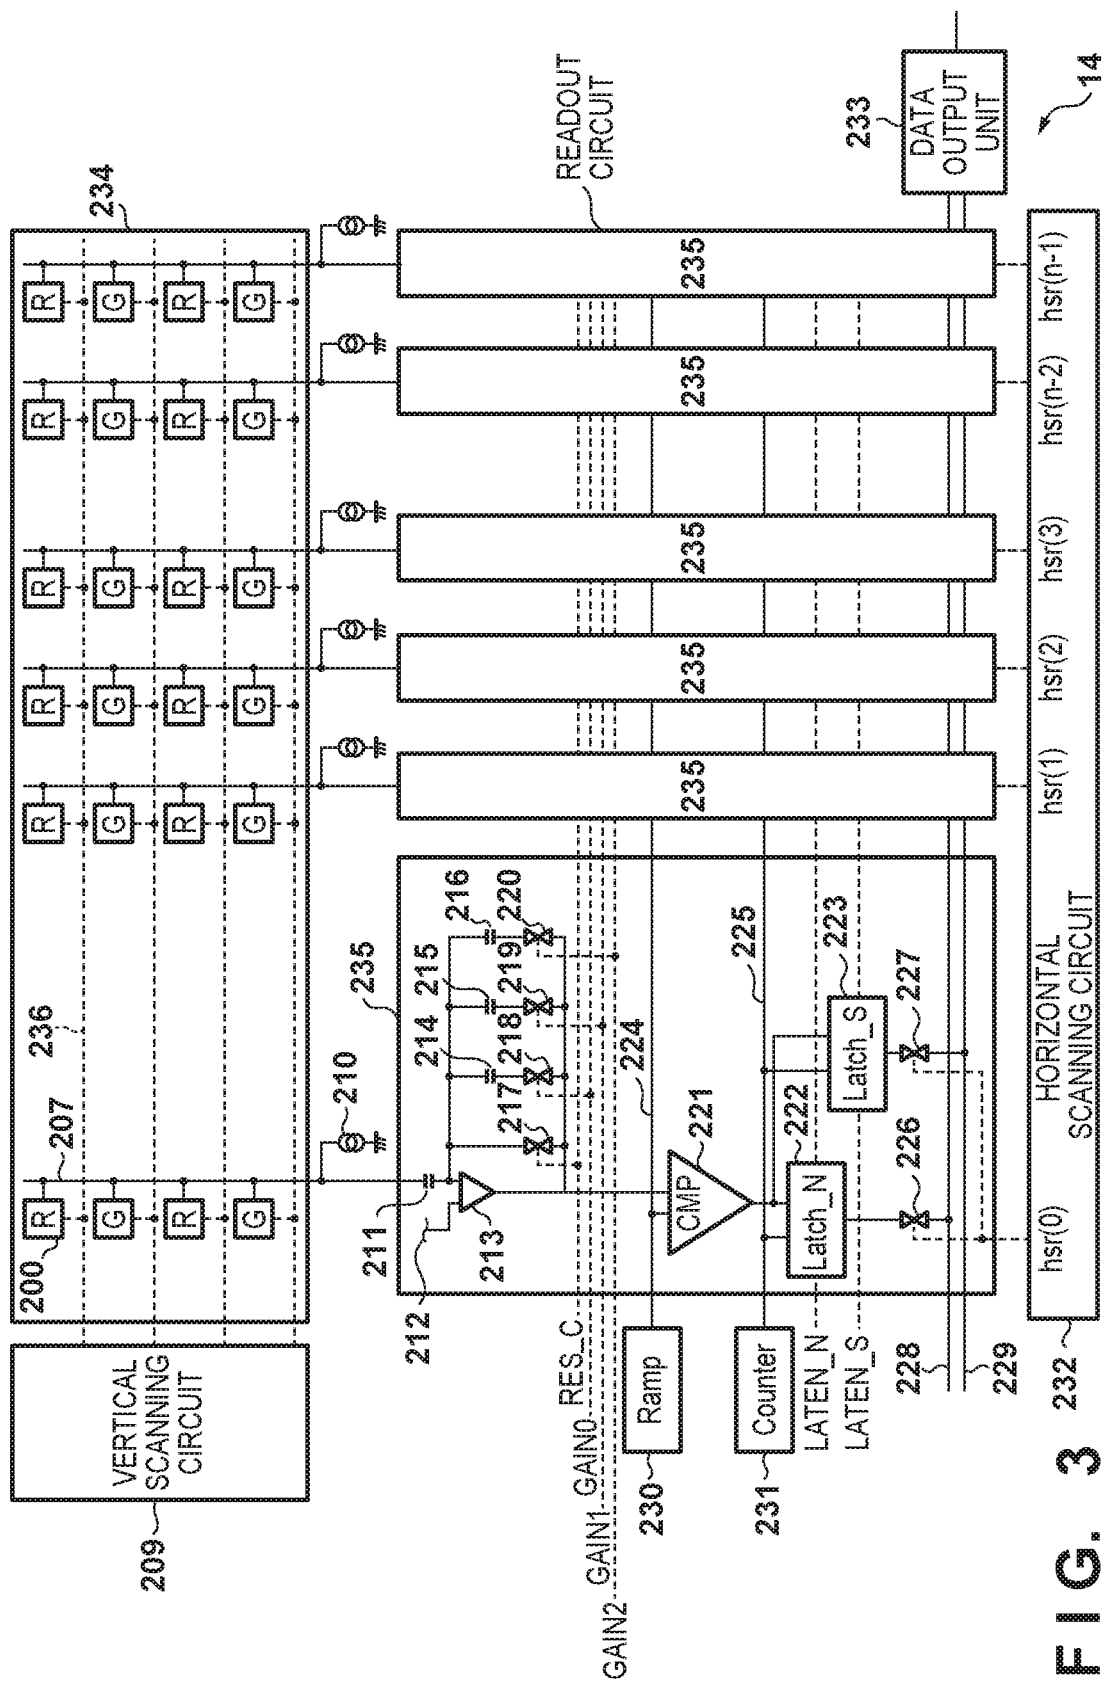 FIG. 3
14
VERTICAL
SCANNING
CIRCUIT
209
234
R R R R R R
G G G G G G
R R R R R R
G G G G G G
200
207
236
210
235
READOUT
CIRCUIT
211
212
213
214
215
216
217
218
219
220
RES_C
GAIN0
GAIN1
GAIN2
235 235 235 235 235
Ramp
230
224
CMP
221
Counter
231
225
Latch_N
222
Latch_S
223
LATEN_N
LATEN_S
226
227
228
229
DATA
OUTPUT
UNIT
233
hsr(0) hsr(1) hsr(2) hsr(3) hsr(n-2) hsr(n-1)
HORIZONTAL
SCANNING CIRCUIT
232